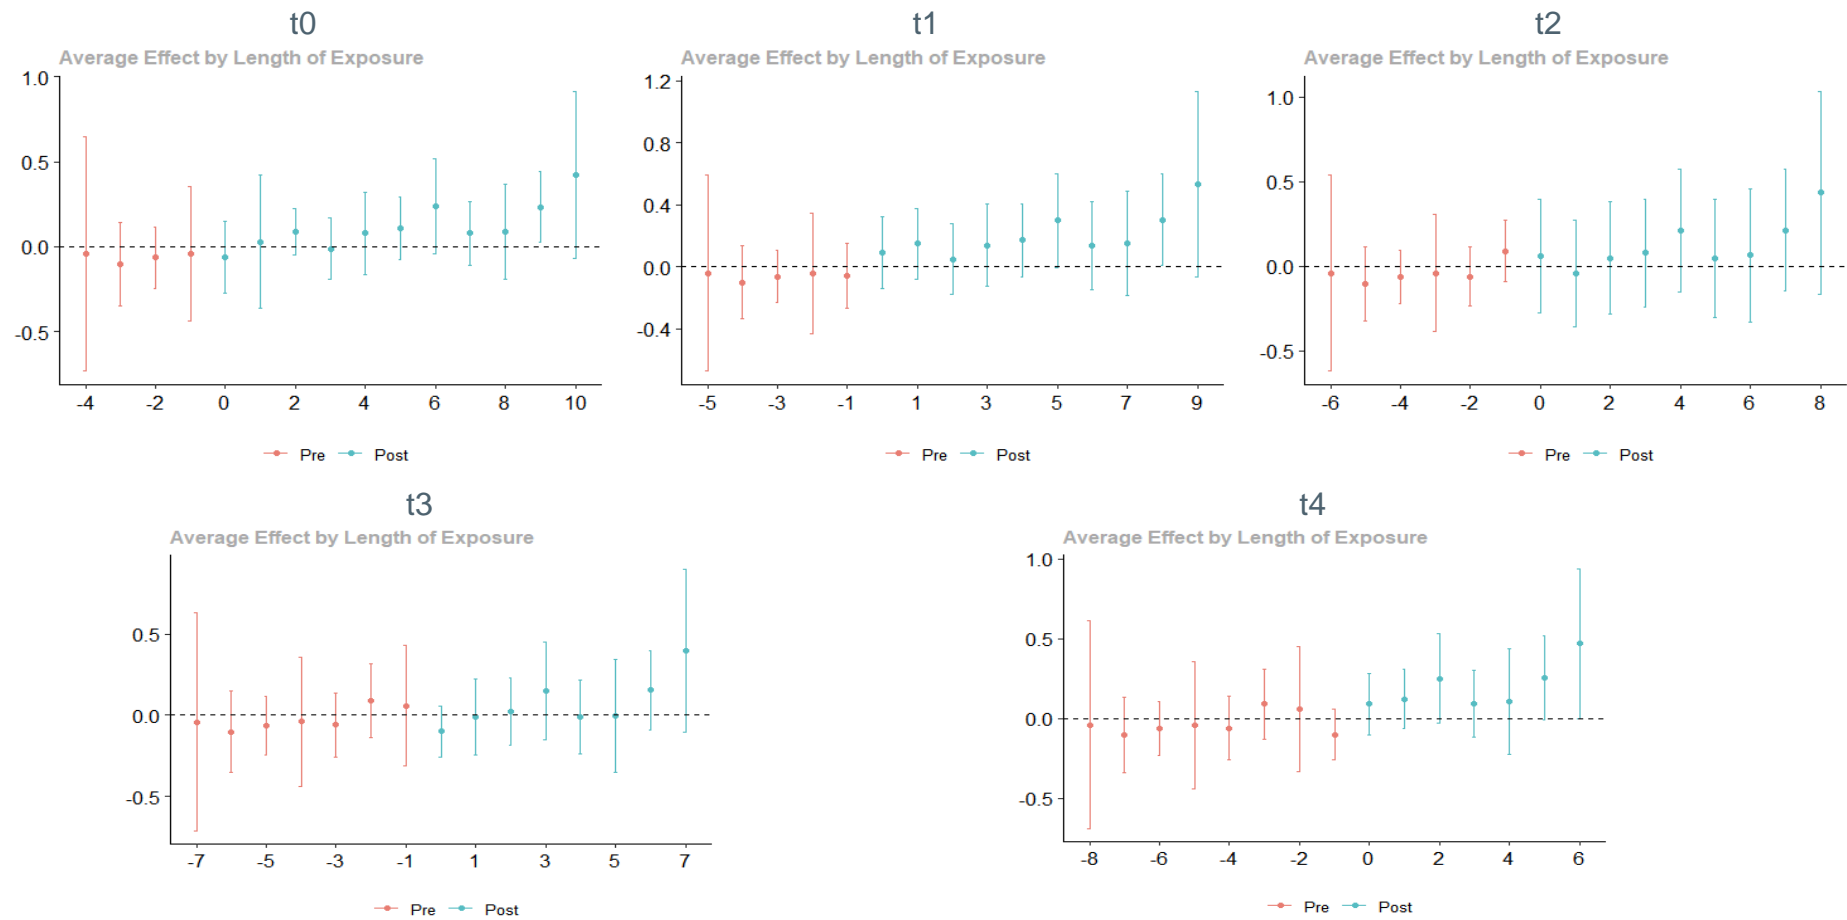 t0
Average Effect by Length of Exposure
1.0
0.5
0.0
-0.5
-4 -2 0 2 4 6 8 10
Pre Post
t1
Average Effect by Length of Exposure
1.2
0.8
0.4
0.0
-0.4
-5 -3 -1 1 3 5 7 9
Pre Post
t2
Average Effect by Length of Exposure
1.0
0.5
0.0
-0.5
-6 -4 -2 0 2 4 6 8
Pre Post
t3
Average Effect by Length of Exposure
0.5
0.0
-0.5
-7 -5 -3 -1 1 3 5 7
Pre Post
t4
Average Effect by Length of Exposure
1.0
0.5
0.0
-0.5
-8 -6 -4 -2 0 2 4 6
Pre Post